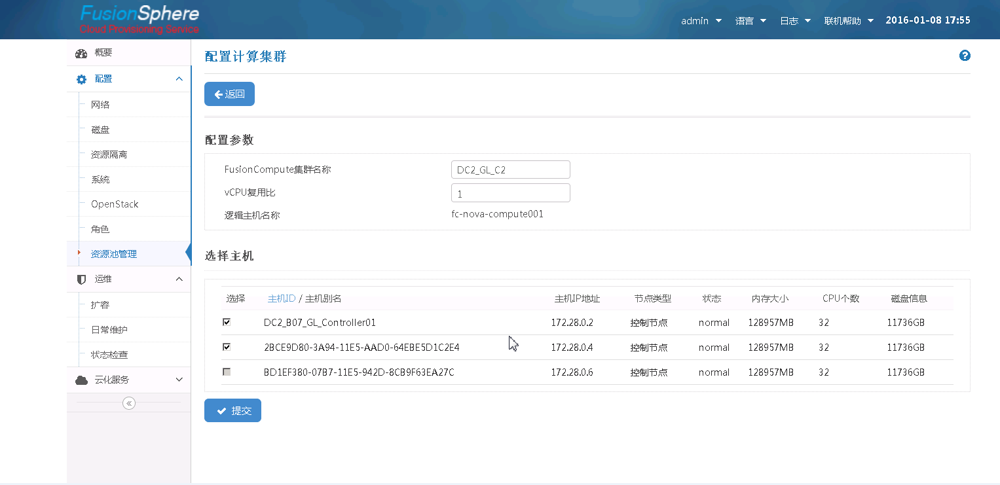 FusionSphere
Cloud Provisioning Service
admin 语言 日志 联机帮助 2016-01-08 17:55
概要
配置
网络
磁盘
资源隔离
系统
OpenStack
角色
资源池管理
运维
扩容
日常维护
状态检查
云化服务
配置计算集群
返回
配置参数
FusionCompute集群名称 DC2_GL_C2
vCPU复用比 1
逻辑主机名称 fc-nova-compute001
选择主机
选择 主机ID / 主机别名 主机IP地址 节点类型 状态 内存大小 CPU个数 磁盘信息
DC2_B07_GL_Controller01 172.28.0.2 控制节点 normal 128957MB 32 11736GB
2BCE9D80-3A94-11E5-AAD0-64EBE5D1C2E4 172.28.0.4 控制节点 normal 128957MB 32 11736GB
BD1EF380-07B7-11E5-942D-8CB9F63EA27C 172.28.0.6 控制节点 normal 128957MB 32 11736GB
提交